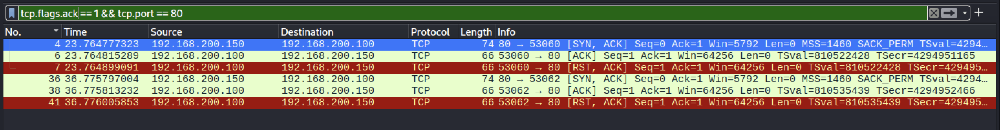 tcp.flags.ack == 1 && tcp.port == 80
No. Time Source Destination Protocol Length Info
4 23.764777323 192.168.200.150 192.168.200.100 TCP 74 80 → 53060 [SYN, ACK] Seq=0 Ack=1 Win=5792 Len=0 MSS=1460 SACK_PERM TSval=4294…
6 23.764815289 192.168.200.100 192.168.200.150 TCP 66 53060 → 80 [ACK] Seq=1 Ack=1 Win=64256 Len=0 TSval=810522428 TSecr=4294951165
7 23.764899091 192.168.200.100 192.168.200.150 TCP 66 53060 → 80 [RST, ACK] Seq=1 Ack=1 Win=64256 Len=0 TSval=810522428 TSecr=429495…
36 36.775797004 192.168.200.150 192.168.200.100 TCP 74 80 → 53062 [SYN, ACK] Seq=0 Ack=1 Win=5792 Len=0 MSS=1460 SACK_PERM TSval=4294…
38 36.775813232 192.168.200.100 192.168.200.150 TCP 66 53062 → 80 [ACK] Seq=1 Ack=1 Win=64256 Len=0 TSval=810535439 TSecr=4294952466
41 36.776005853 192.168.200.100 192.168.200.150 TCP 66 53062 → 80 [RST, ACK] Seq=1 Ack=1 Win=64256 Len=0 TSval=810535439 TSecr=429495…